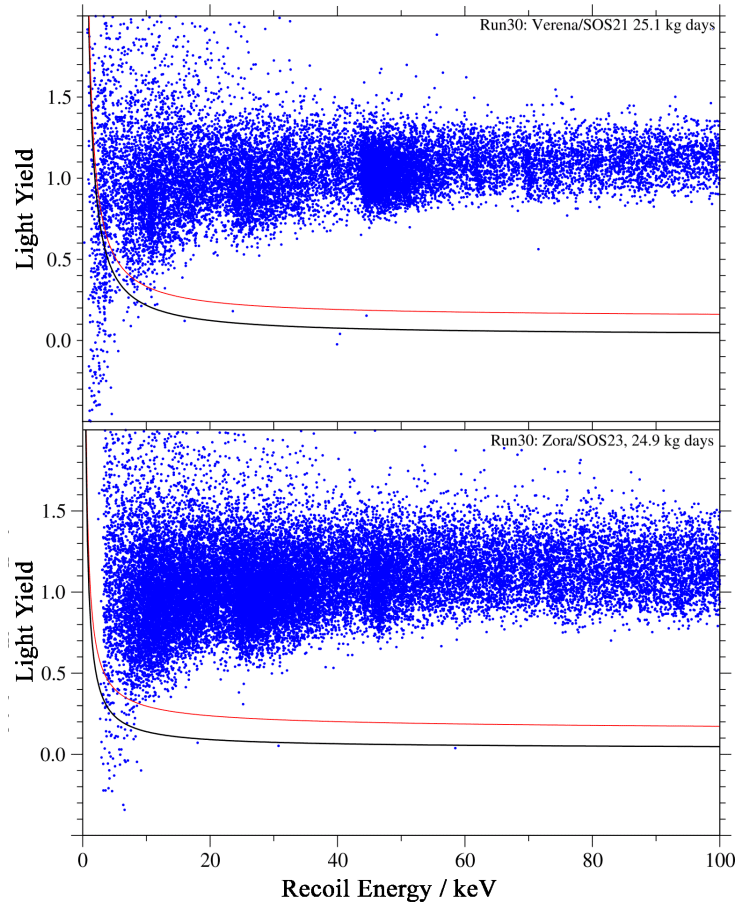 Run30: Verena/SOS21 25.1 kg days
1.5
1.0
0.5
0.0
Light Yield
Run30: Zora/SOS23, 24.9 kg days
1.5
1.0
0.5
0.0
Light Yield
0 20 40 60 80 100
Recoil Energy / keV